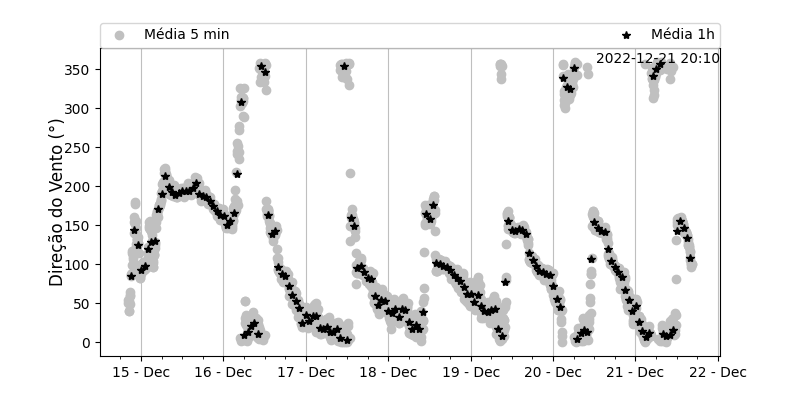 Média 5 min
Média 1h
2022-12-21 20:10
Direção do Vento (°)
350
300
250
200
150
100
50
0
15 - Dec
16 - Dec
17 - Dec
18 - Dec
19 - Dec
20 - Dec
21 - Dec
22 - Dec